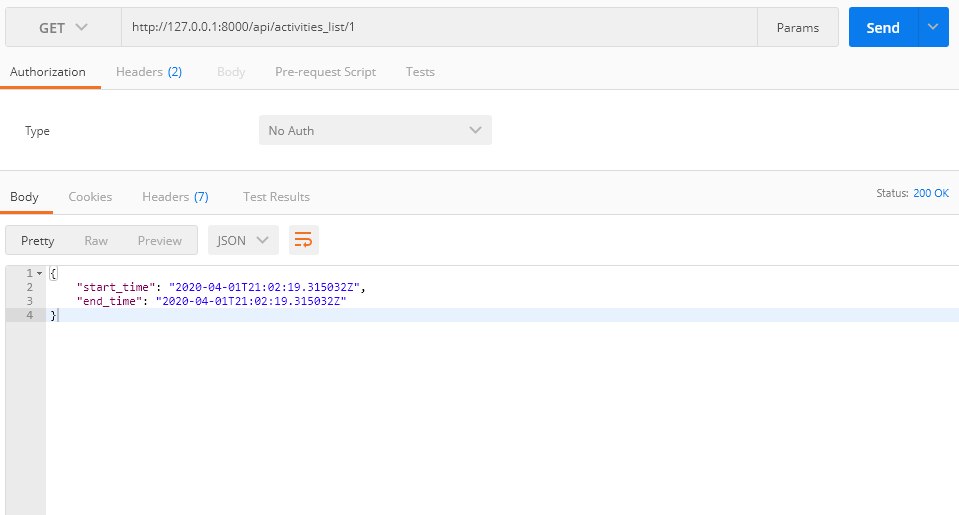 GET http://127.0.0.1:8000/api/activities_list/1 Params Send
Authorization Headers (2) Body Pre-request Script Tests
Type No Auth
Body Cookies Headers (7) Test Results Status: 200 OK
Pretty Raw Preview JSON
1 {
2 "start_time": "2020-04-01T21:02:19.315032Z",
3 "end_time": "2020-04-01T21:02:19.315032Z"
4 }